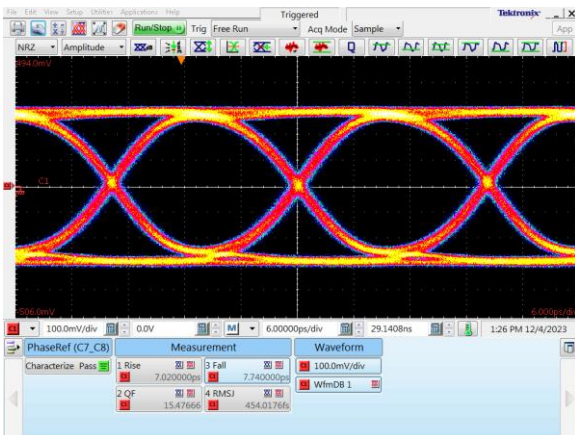 File Edit View Setup Utilities Applications Help
Triggered
Tektronix
Run/Stop Trig Free Run Acq Mode Sample App
NRZ Amplitude
494.0mV
C1
-506.0mV
6.000ps/div
100.0mV/div 0.0V M 6.00000ps/div 29.1408ns 1:26 PM 12/4/2023
PhaseRef (C7_C8) Measurement Waveform
Characterize Pass 1 Rise 3 Fall 100.0mV/div
7.020000ps 7.740000ps
WfmDB 1
2 QF 4 RMSJ
15.47666 454.0176fs